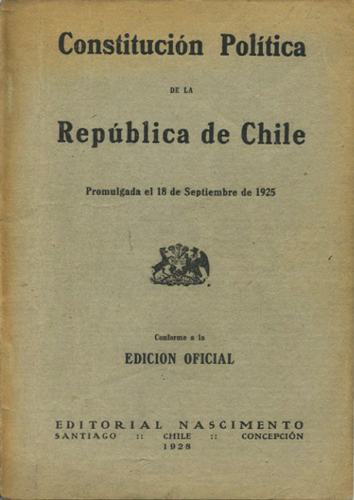 Constitución Política
DE LA
República de Chile
Promulgada el 18 de Septiembre de 1925
Conforme a la
EDICION OFICIAL
EDITORIAL NASCIMENTO
SANTIAGO :: CHILE :: CONCEPCIÓN
1928